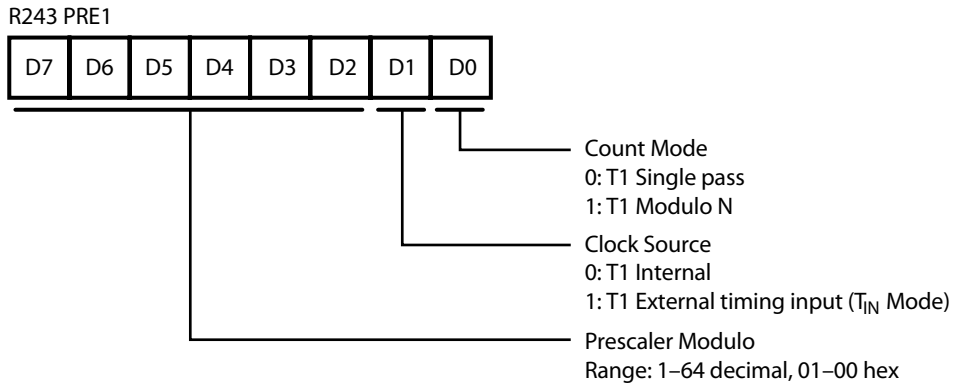 R243 PRE1
D7 D6 D5 D4 D3 D2 D1 D0
Count Mode
0: T1 Single pass
1: T1 Modulo N
Clock Source
0: T1 Internal
1: T1 External timing input (TIN Mode)
Prescaler Modulo
Range: 1–64 decimal, 01–00 hex